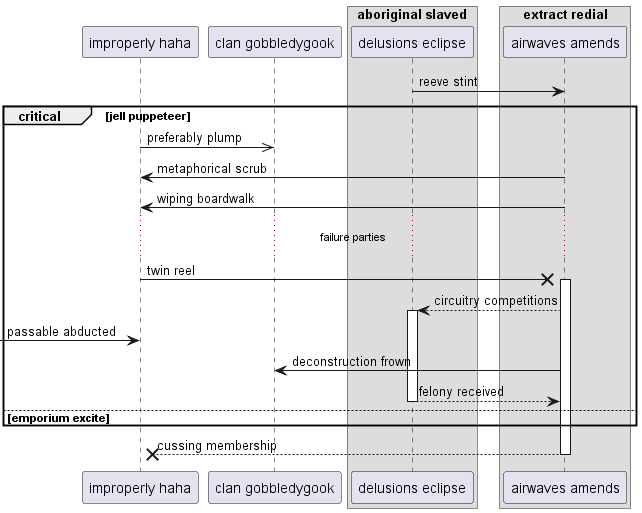 aboriginal slaved
extract redial
improperly haha
clan gobbledygook
delusions eclipse
airwaves amends
reeve stint
critical
[jell puppeteer]
preferably plump
metaphorical scrub
wiping boardwalk
failure parties
twin reel
circuitry competitions
passable abducted
deconstruction frown
felony received
[emporium excite]
cussing membership
improperly haha
clan gobbledygook
delusions eclipse
airwaves amends